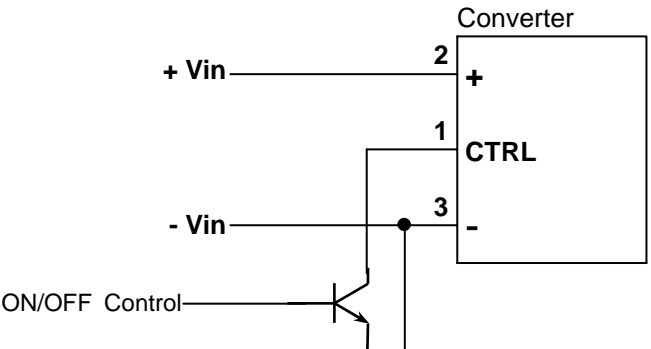 Converter
2
+ Vin
+
1
CTRL
3
- Vin
-
ON/OFF Control